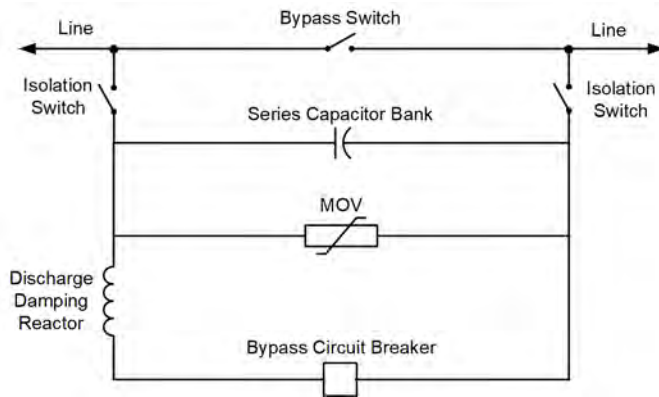 Bypass Switch
Line
Line
Isolation
Switch
Isolation
Switch
Series Capacitor Bank
MOV
Discharge
Damping
Reactor
Bypass Circuit Breaker